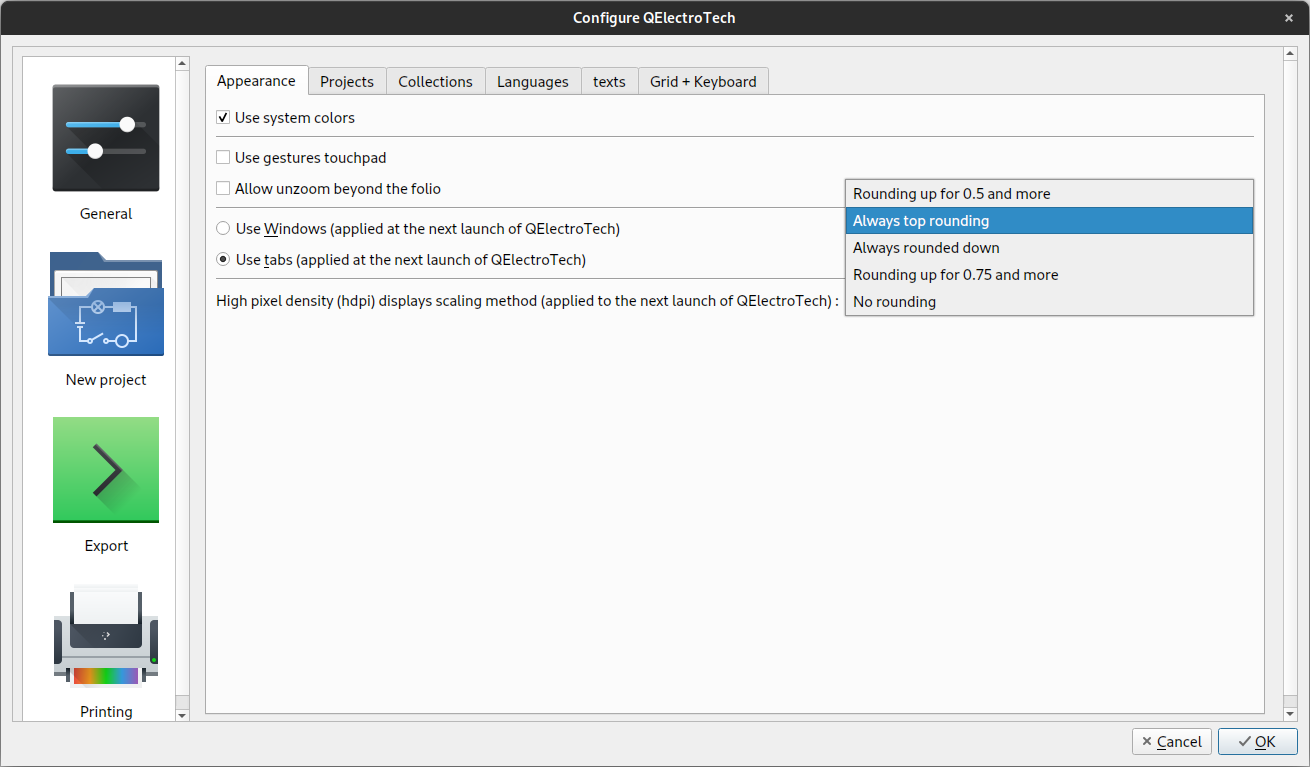 Configure QElectroTech
General
New project
Export
Printing
Appearance
Projects
Collections
Languages
texts
Grid + Keyboard
Use system colors
Use gestures touchpad
Allow unzoom beyond the folio
Use Windows (applied at the next launch of QElectroTech)
Use tabs (applied at the next launch of QElectroTech)
High pixel density (hdpi) displays scaling method (applied to the next launch of QElectroTech) :
Rounding up for 0.5 and more
Always top rounding
Always rounded down
Rounding up for 0.75 and more
No rounding
Cancel
OK